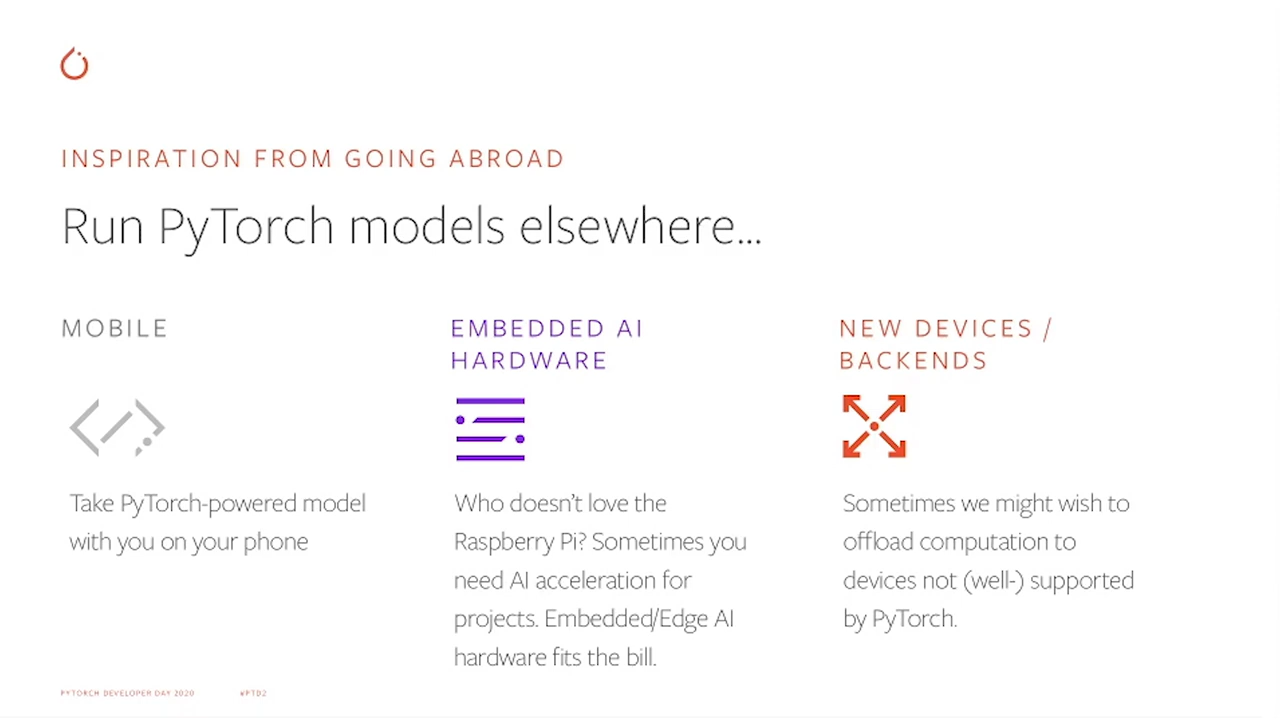 INSPIRATION FROM GOING ABROAD
Run PyTorch models elsewhere...
MOBILE
Take PyTorch-powered model
with you on your phone
EMBEDDED AI
HARDWARE
Who doesn't love the
Raspberry Pi? Sometimes you
need AI acceleration for
projects. Embedded/Edge AI
hardware fits the bill.
NEW DEVICES /
BACKENDS
Sometimes we might wish to
offload computation to
devices not (well-) supported
by PyTorch.
PYTORCH DEVELOPER DAY 2020
#PTD2